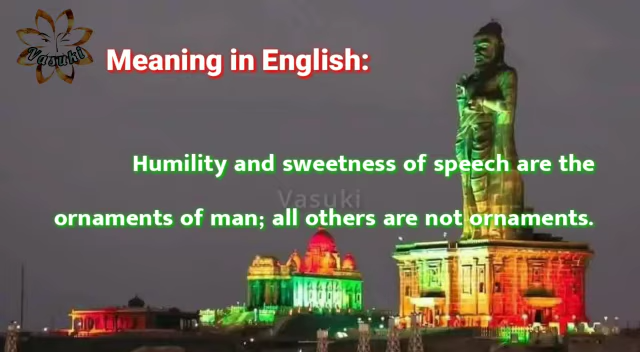 Vasuki
Meaning in English:
Humility and sweetness of speech are the
Vasuki
ornaments of man; all others are not ornaments.